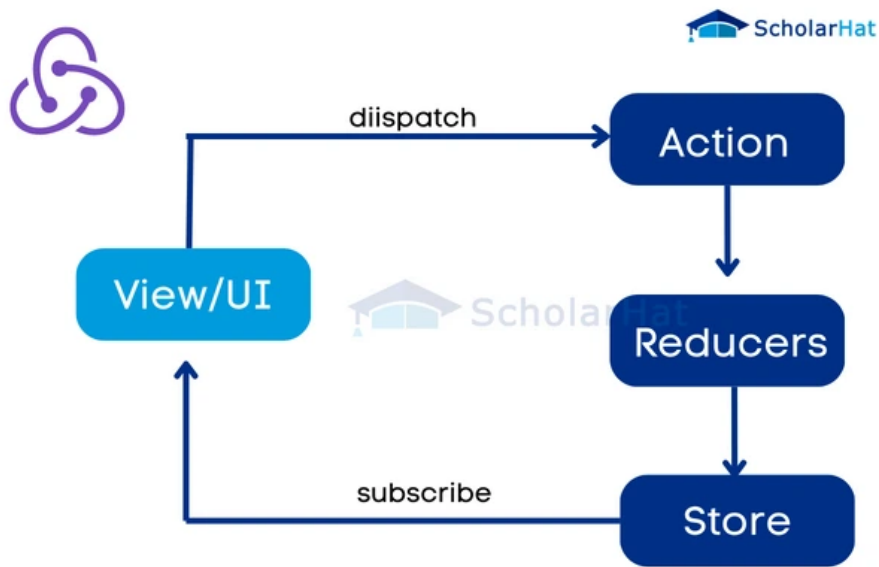 ScholarHat
diispatch
Action
View/UI
ScholarHat
Reducers
subscribe
Store